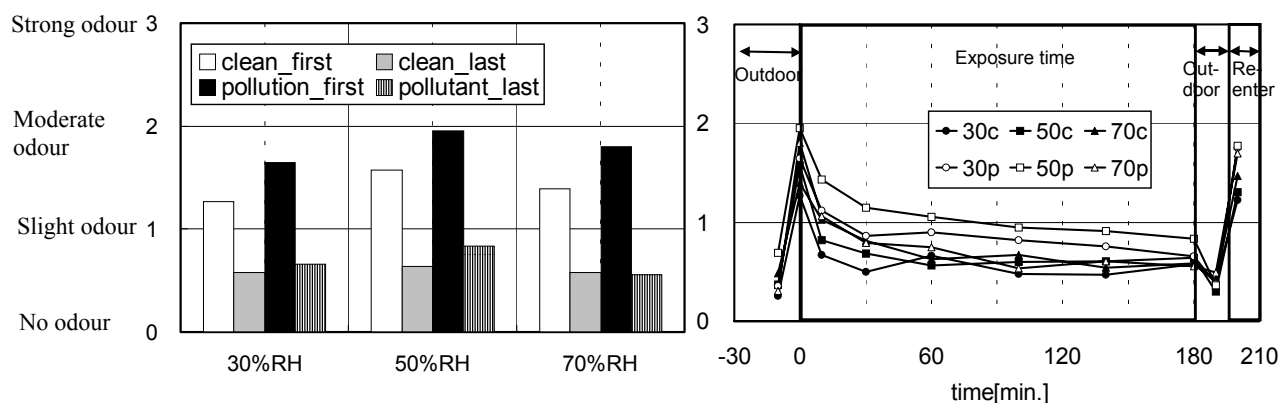 Strong odour
Moderate
odour
Slight odour
No odour
3
2
1
0
clean_first
clean_last
pollution_first
pollutant_last
30%RH
50%RH
70%RH
3
2
1
0
Outdoor
Exposure time
Out-
door
Re-
enter
30c
50c
70c
30p
50p
70p
-30
0
60
120
180
210
time[min.]